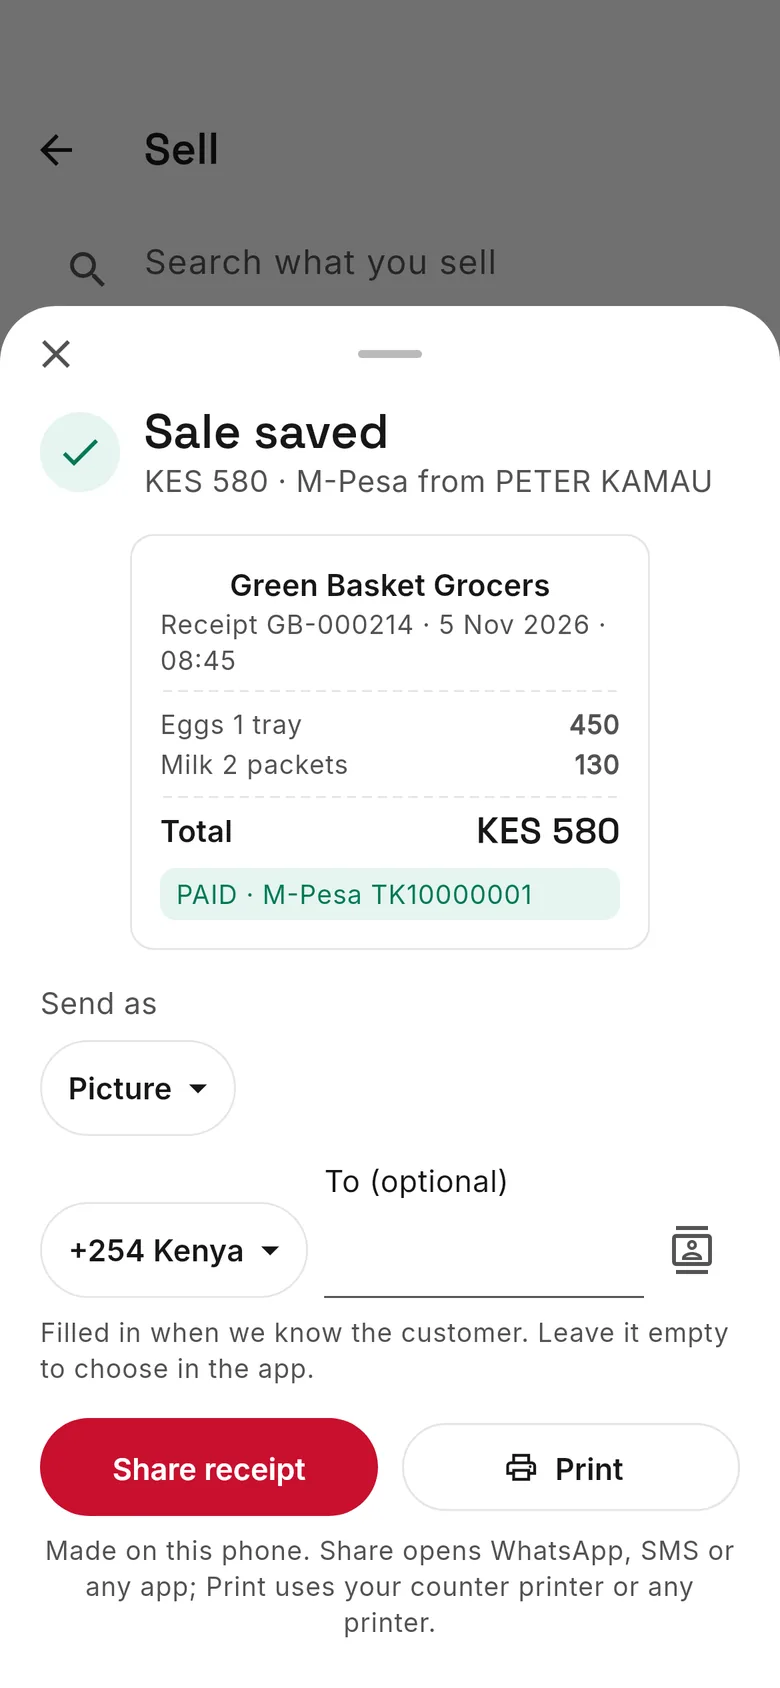 Sell
Search what you sell
Sale saved
KES 580 · M-Pesa from PETER KAMAU
Green Basket Grocers
Receipt GB-000214 · 5 Nov 2026 ·
08:45
Eggs 1 tray 450
Milk 2 packets 130
Total KES 580
PAID · M-Pesa TK10000001
Send as
Picture
To (optional)
+254 Kenya
Filled in when we know the customer. Leave it empty
to choose in the app.
Share receipt Print
Made on this phone. Share opens WhatsApp, SMS or
any app; Print uses your counter printer or any
printer.